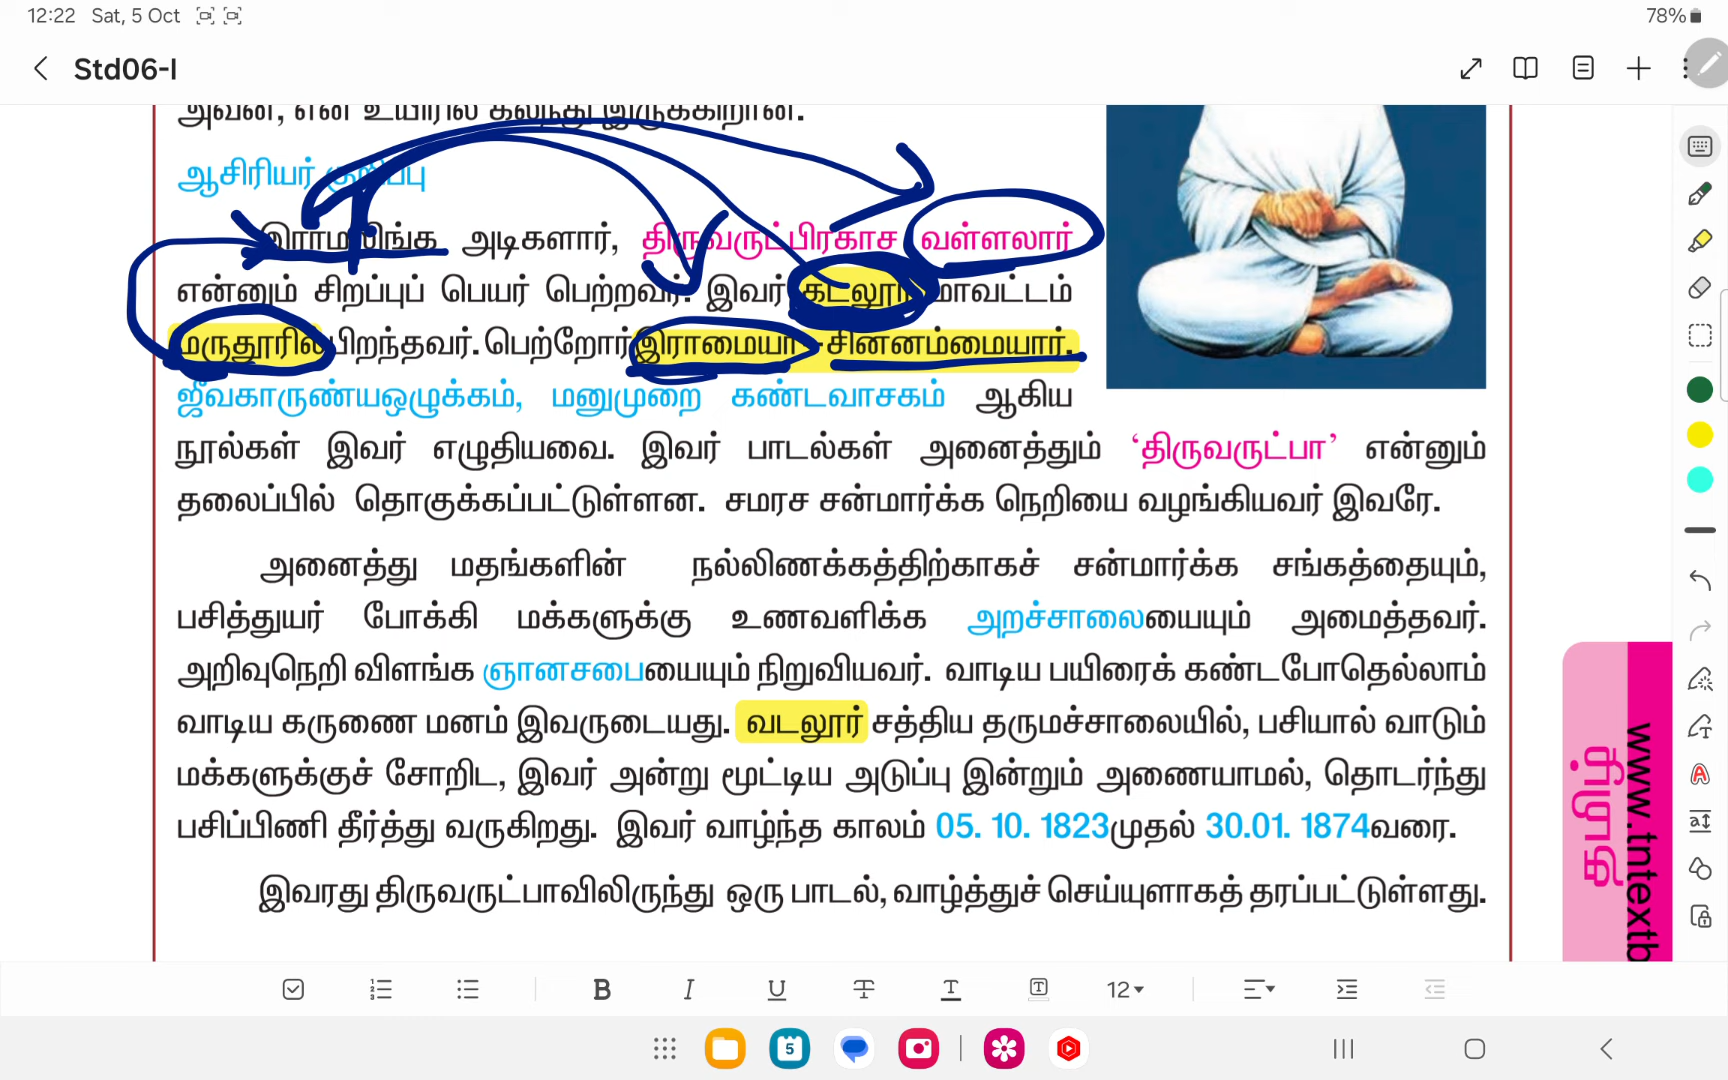 12:22 Sat, 5 Oct 78%
Std06-I
அவன், என் உயிரில் கலந்து இருக்கிறான்.
ஆசிரியர் குறிப்பு
இராமலிங்க அடிகளார், திருவருட்பிரகாச வள்ளலார்
என்னும் சிறப்புப் பெயர் பெற்றவர். இவர் கடலூர் மாவட்டம்
மருதூரில் பிறந்தவர். பெற்றோர் இராமையா - சின்னம்மையார்.
ஜீவகாருண்யஒழுக்கம், மனுமுறை கண்டவாசகம் ஆகிய
நூல்கள் இவர் எழுதியவை. இவர் பாடல்கள் அனைத்தும் ‘திருவருட்பா’ என்னும்
தலைப்பில் தொகுக்கப்பட்டுள்ளன. சமரச சன்மார்க்க நெறியை வழங்கியவர் இவரே.
அனைத்து மதங்களின் நல்லிணக்கத்திற்காகச் சன்மார்க்க சங்கத்தையும்,
பசித்துயர் போக்கி மக்களுக்கு உணவளிக்க அறச்சாலையையும் அமைத்தவர்.
அறிவுநெறி விளங்க ஞானசபையையும் நிறுவியவர். வாடிய பயிரைக் கண்டபோதெல்லாம்
வாடிய கருணை மனம் இவருடையது. வடலூர் சத்திய தருமச்சாலையில், பசியால் வாடும்
மக்களுக்குச் சோறிட, இவர் அன்று மூட்டிய அடுப்பு இன்றும் அணையாமல், தொடர்ந்து
பசிப்பிணி தீர்த்து வருகிறது. இவர் வாழ்ந்த காலம் 05. 10. 1823முதல் 30.01. 1874வரை.
இவரது திருவருட்பாவிலிருந்து ஒரு பாடல், வாழ்த்துச் செய்யுளாகத் தரப்பட்டுள்ளது.
தமிழ்
www.tntextb
B I U T T T 12
5